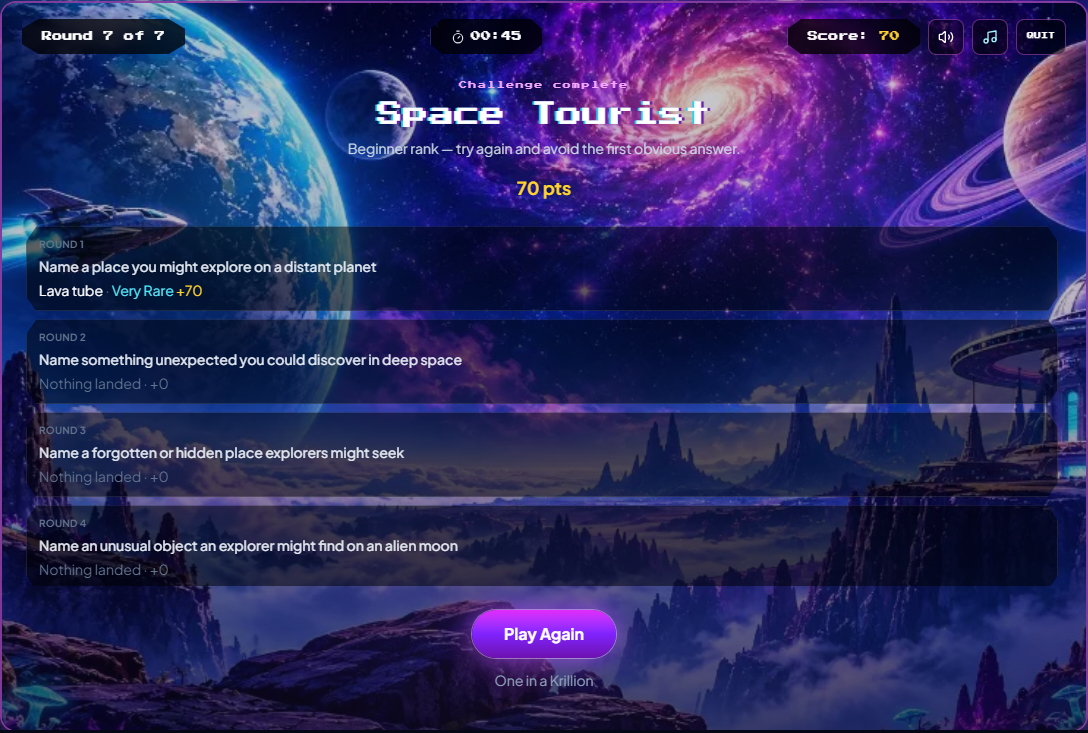 Round 7 of 7
00:45
Score: 70
QUIT
Challenge complete
Space Tourist
Beginner rank — try again and avoid the first obvious answer.
70 pts
ROUND 1
Name a place you might explore on a distant planet
Lava tube · Very Rare +70
ROUND 2
Name something unexpected you could discover in deep space
Nothing landed · +0
ROUND 3
Name a forgotten or hidden place explorers might seek
Nothing landed · +0
ROUND 4
Name an unusual object an explorer might find on an alien moon
Nothing landed · +0
Play Again
One in a Krillion